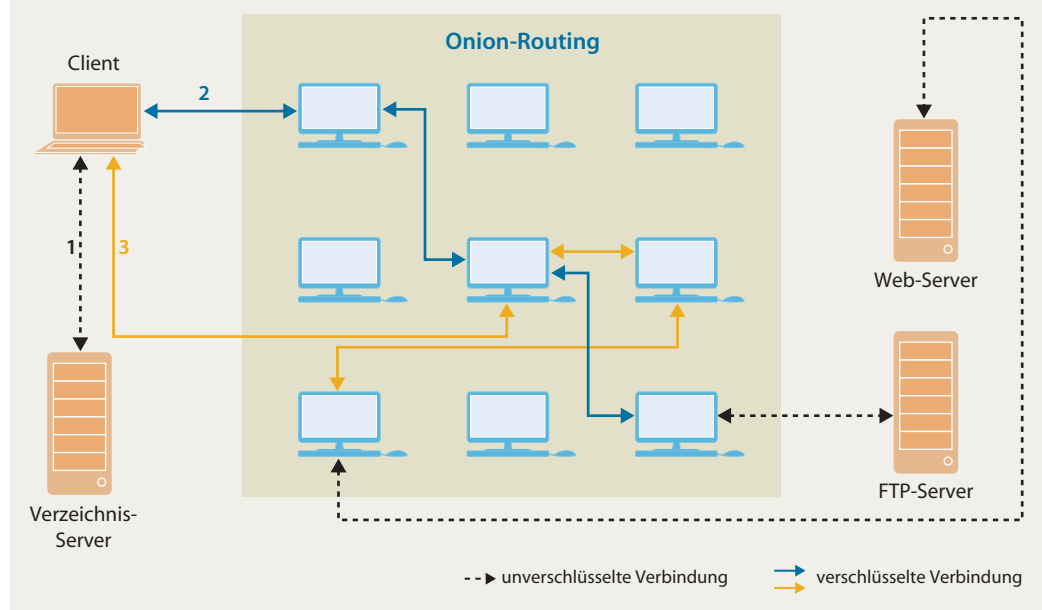 Onion-Routing
Client
2
1
3
Web-Server
FTP-Server
Verzeichnis-
Server
unverschlüsselte Verbindung
verschlüsselte Verbindung